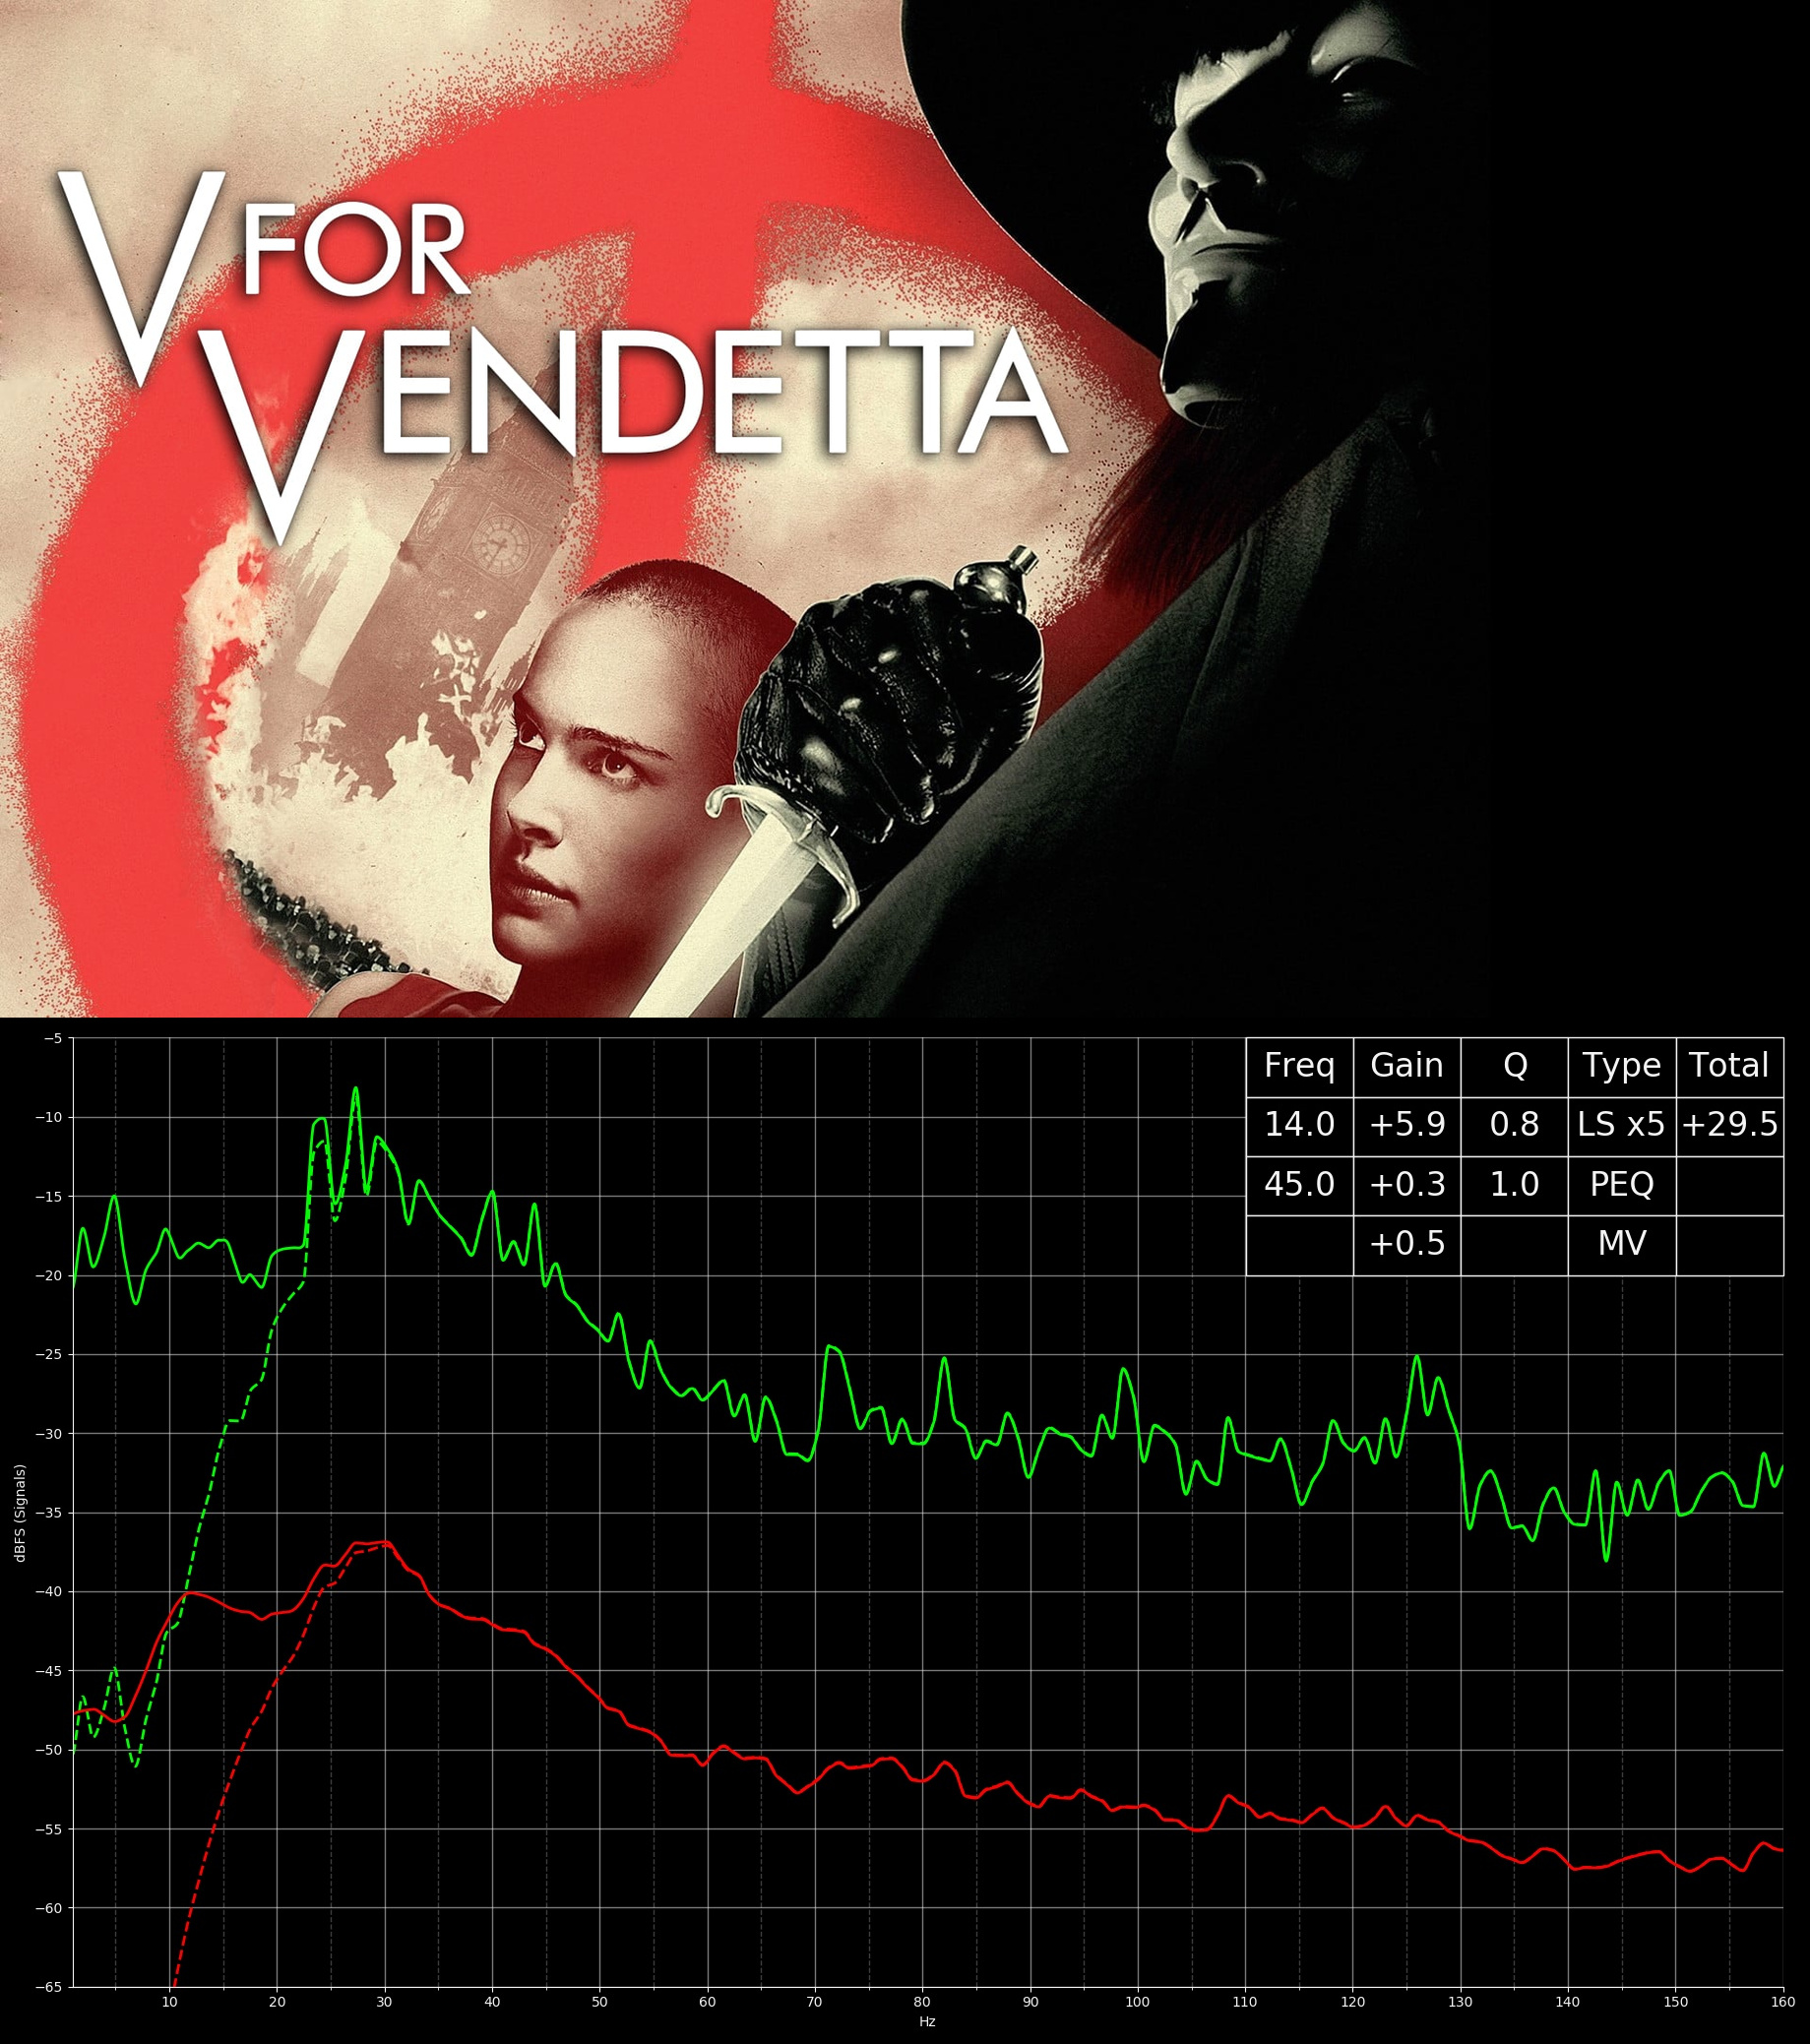 V FOR
VENDETTA
Freq Gain Q Type Total
14.0 +5.9 0.8 LS x5 +29.5
45.0 +0.3 1.0 PEQ
+0.5 MV
−5
−10
−15
−20
−25
−30
−35
−40
−45
−50
−55
−60
−65
dBFS (Signals)
10 20 30 40 50 60 70 80 90 100 110 120 130 140 150 160
Hz